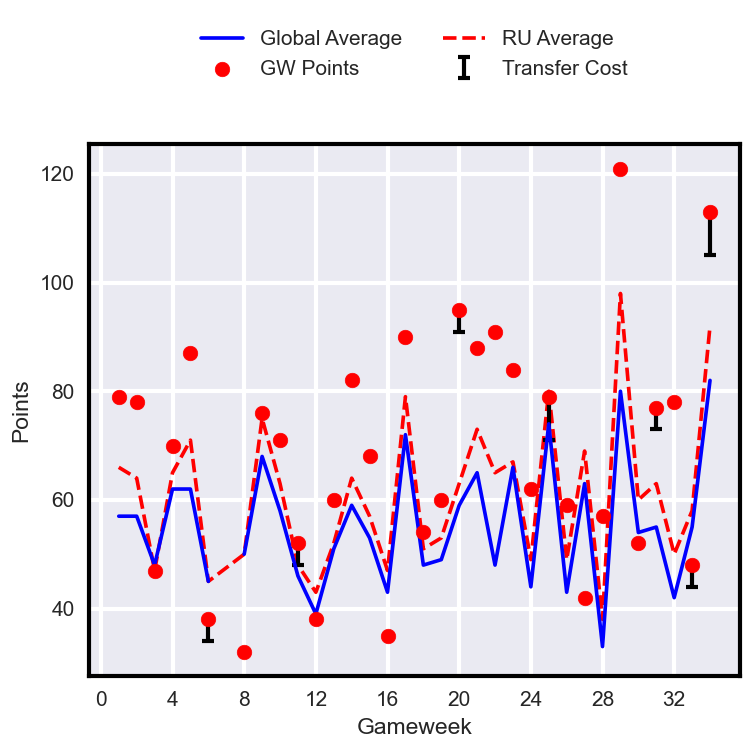 Global Average
RU Average
GW Points
Transfer Cost
120
100
80
60
40
Points
0 4 8 12 16 20 24 28 32
Gameweek